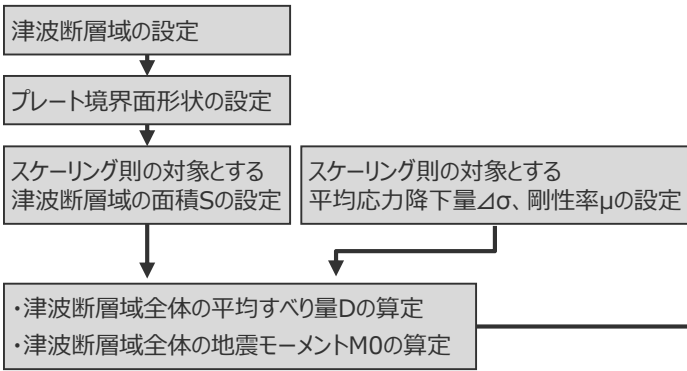 津波断層域の設定
プレート境界面形状の設定
スケーリング則の対象とする
津波断層域の面積Sの設定
スケーリング則の対象とする
平均応力降下量⊿σ、剛性率μの設定
・津波断層域全体の平均すべり量Dの算定
・津波断層域全体の地震モーメントM0の算定